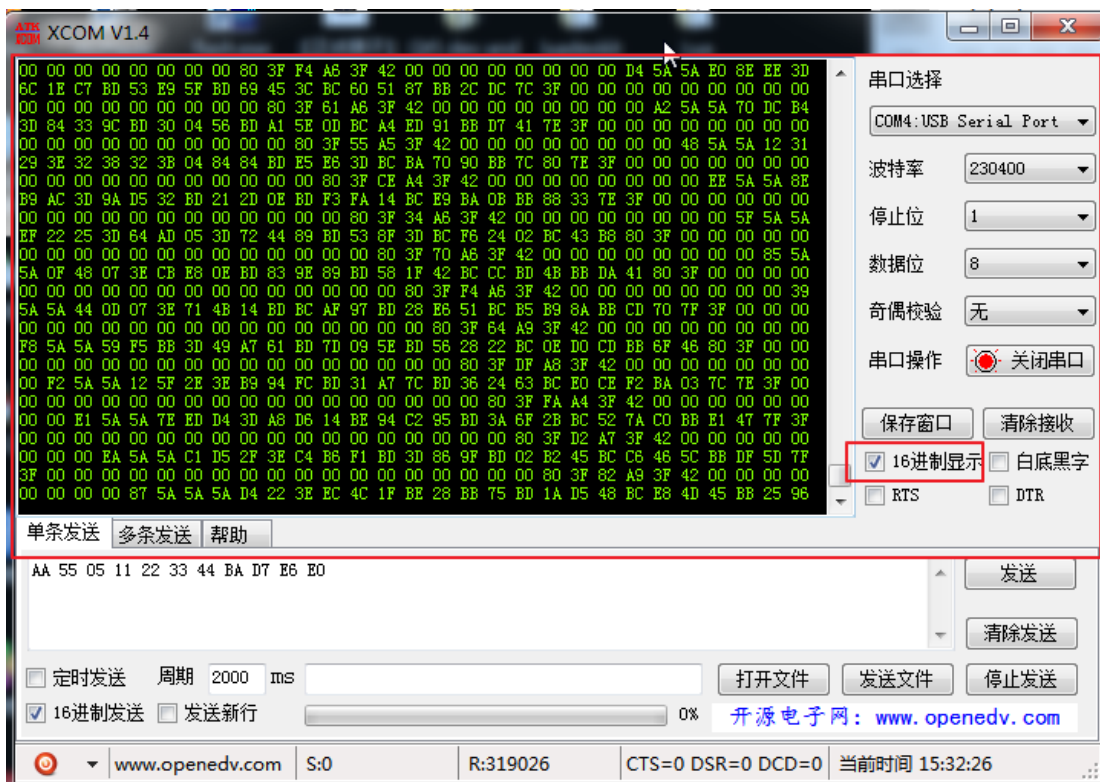 ATK XCOM XCOM V1.4
00 00 00 00 00 00 00 00 80 3F F4 A6 3F 42 00 00 00 00 00 00 00 00 D4 5A 5A E0 8E EE 3D
6C 1E C7 BD 53 E9 5F BD 69 45 3C BC 60 51 87 BB 2C DC 7C 3F 00 00 00 00 00 00 00 00 00
00 00 00 00 00 00 00 00 00 80 3F 61 A6 3F 42 00 00 00 00 00 00 00 00 A2 5A 5A 70 DC B4
3D 84 33 9C BD 30 04 56 BD A1 5E 0D BC A4 ED 91 BB D7 41 7E 3F 00 00 00 00 00 00 00 00
00 00 00 00 00 00 00 00 00 00 80 3F 55 A5 3F 42 00 00 00 00 00 00 00 00 48 5A 5A 12 31
29 3E 32 38 32 3B 04 84 84 BD E5 E6 3D BC BA 70 90 BB 7C 80 7E 3F 00 00 00 00 00 00 00
00 00 00 00 00 00 00 00 00 00 00 80 3F CE A4 3F 42 00 00 00 00 00 00 00 00 EE 5A 5A 8E
B9 AC 3D 9A D5 32 BD 21 2D 0E BD F3 FA 14 BC E9 BA 0B BB 88 33 7E 3F 00 00 00 00 00 00
00 00 00 00 00 00 00 00 00 00 00 00 80 3F 34 A6 3F 42 00 00 00 00 00 00 00 00 5F 5A 5A
EF 22 25 3D 64 AD 05 3D 72 44 89 BD 53 8F 3D BC F6 24 02 BC 43 B8 80 3F 00 00 00 00 00
00 00 00 00 00 00 00 00 00 00 00 00 00 80 3F 70 A6 3F 42 00 00 00 00 00 00 00 00 85 5A
5A 0F 48 07 3E CB E8 0E BD 83 9E 89 BD 58 1F 42 BC CC BD 4B BB DA 41 80 3F 00 00 00 00
00 00 00 00 00 00 00 00 00 00 00 00 00 00 80 3F F4 A6 3F 42 00 00 00 00 00 00 00 00 39
5A 5A 44 0D 07 3E 71 4B 14 BD BC AF 97 BD 28 E6 51 BC B5 B9 8A BB CD 70 7F 3F 00 00 00
00 00 00 00 00 00 00 00 00 00 00 00 00 00 00 80 3F 64 A9 3F 42 00 00 00 00 00 00 00 00
F8 5A 5A 59 F5 BB 3D 49 A7 61 BD 7D 09 5E BD 56 28 22 BC 0E D0 CD BB 6F 46 80 3F 00 00
00 00 00 00 00 00 00 00 00 00 00 00 00 00 00 00 80 3F DF A8 3F 42 00 00 00 00 00 00 00
00 F2 5A 5A 12 5F 2E 3E B9 94 FC BD 31 A7 7C BD 36 24 63 BC E0 CE F2 BA 03 7C 7E 3F 00
00 00 00 00 00 00 00 00 00 00 00 00 00 00 00 00 00 80 3F FA A4 3F 42 00 00 00 00 00 00
00 00 E1 5A 5A 7E ED D4 3D A8 D6 14 BE 94 C2 95 BD 3A 6F 2B BC 52 7A C0 BB E1 47 7F 3F
00 00 00 00 00 00 00 00 00 00 00 00 00 00 00 00 00 00 80 3F D2 A7 3F 42 00 00 00 00 00
00 00 00 EA 5A 5A C1 D5 2F 3E C4 B6 F1 BD 3D 86 9F BD 02 B2 45 BC C6 46 5C BB DF 5D 7F
3F 00 00 00 00 00 00 00 00 00 00 00 00 00 00 00 00 00 00 80 3F 82 A9 3F 42 00 00 00 00
00 00 00 00 87 5A 5A 5A D4 22 3E EC 4C 1F BE 28 BB 75 BD 1A D5 48 BC E8 4D 45 BB 25 96
串口选择
COM4:USB Serial Port
波特率 230400
停止位 1
数据位 8
奇偶校验 无
串口操作 关闭串口
保存窗口 清除接收
16进制显示 白底黑字
RTS DTR
单条发送 多条发送 帮助
AA 55 05 11 22 33 44 BA D7 E6 E0
发送
清除发送
定时发送 周期 2000 ms 打开文件 发送文件 停止发送
16进制发送 发送新行 0% 开源电子网: www.openedv.com
www.openedv.com S:0 R:319026 CTS=0 DSR=0 DCD=0 当前时间 15:32:26